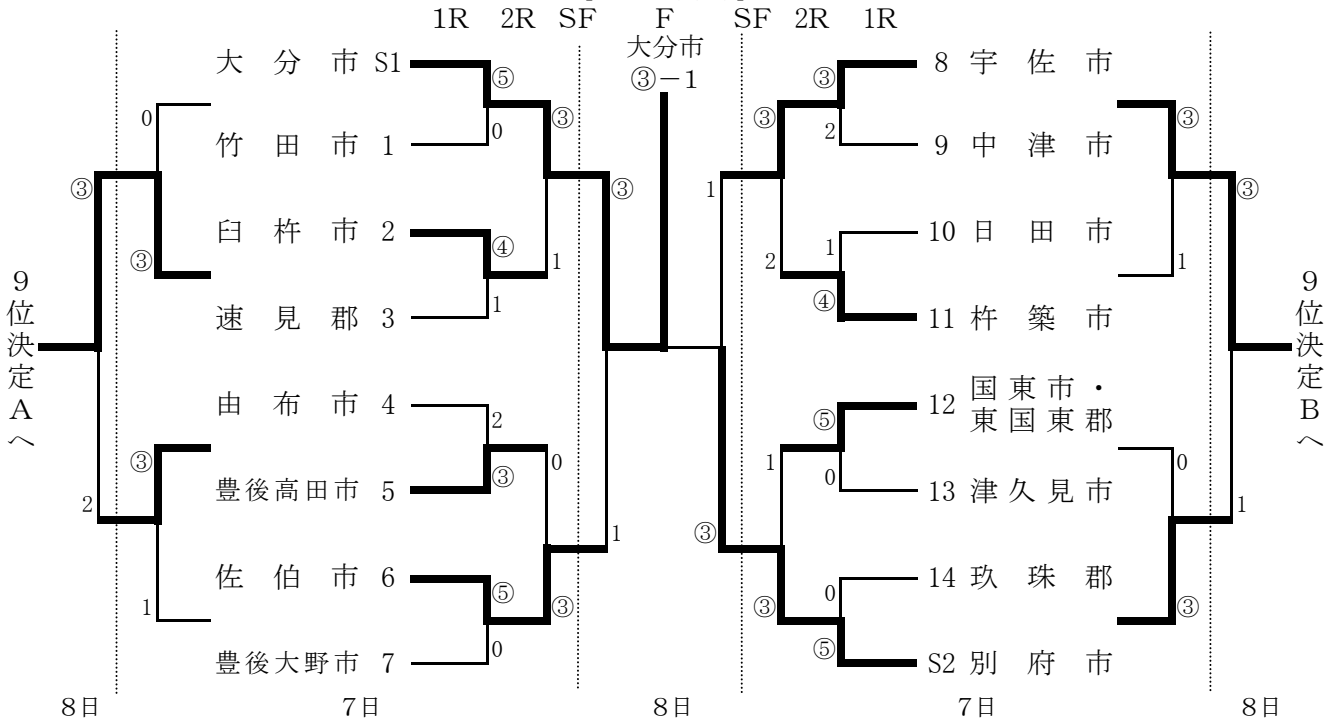 1R 2R SF F SF 2R 1R
大分市
③－1
大分市 S1
竹田市 1
臼杵市 2
速見郡 3
由布市 4
豊後高田市 5
佐伯市 6
豊後大野市 7
8 宇佐市
9 中津市
10 日田市
11 杵築市
12 国東市・
東国東郡
13 津久見市
14 玖珠郡
S2 別府市
0
③
③
③
1
2
⑤
0
④
1
2
③
⑤
0
③
1
0
③
③
1
1
③
③
2
1
③
③
2
1
④
⑤
0
0
⑤
③
1
0
③
③
1
9位決定Aへ
9位決定Bへ
8日 7日 8日 7日 8日